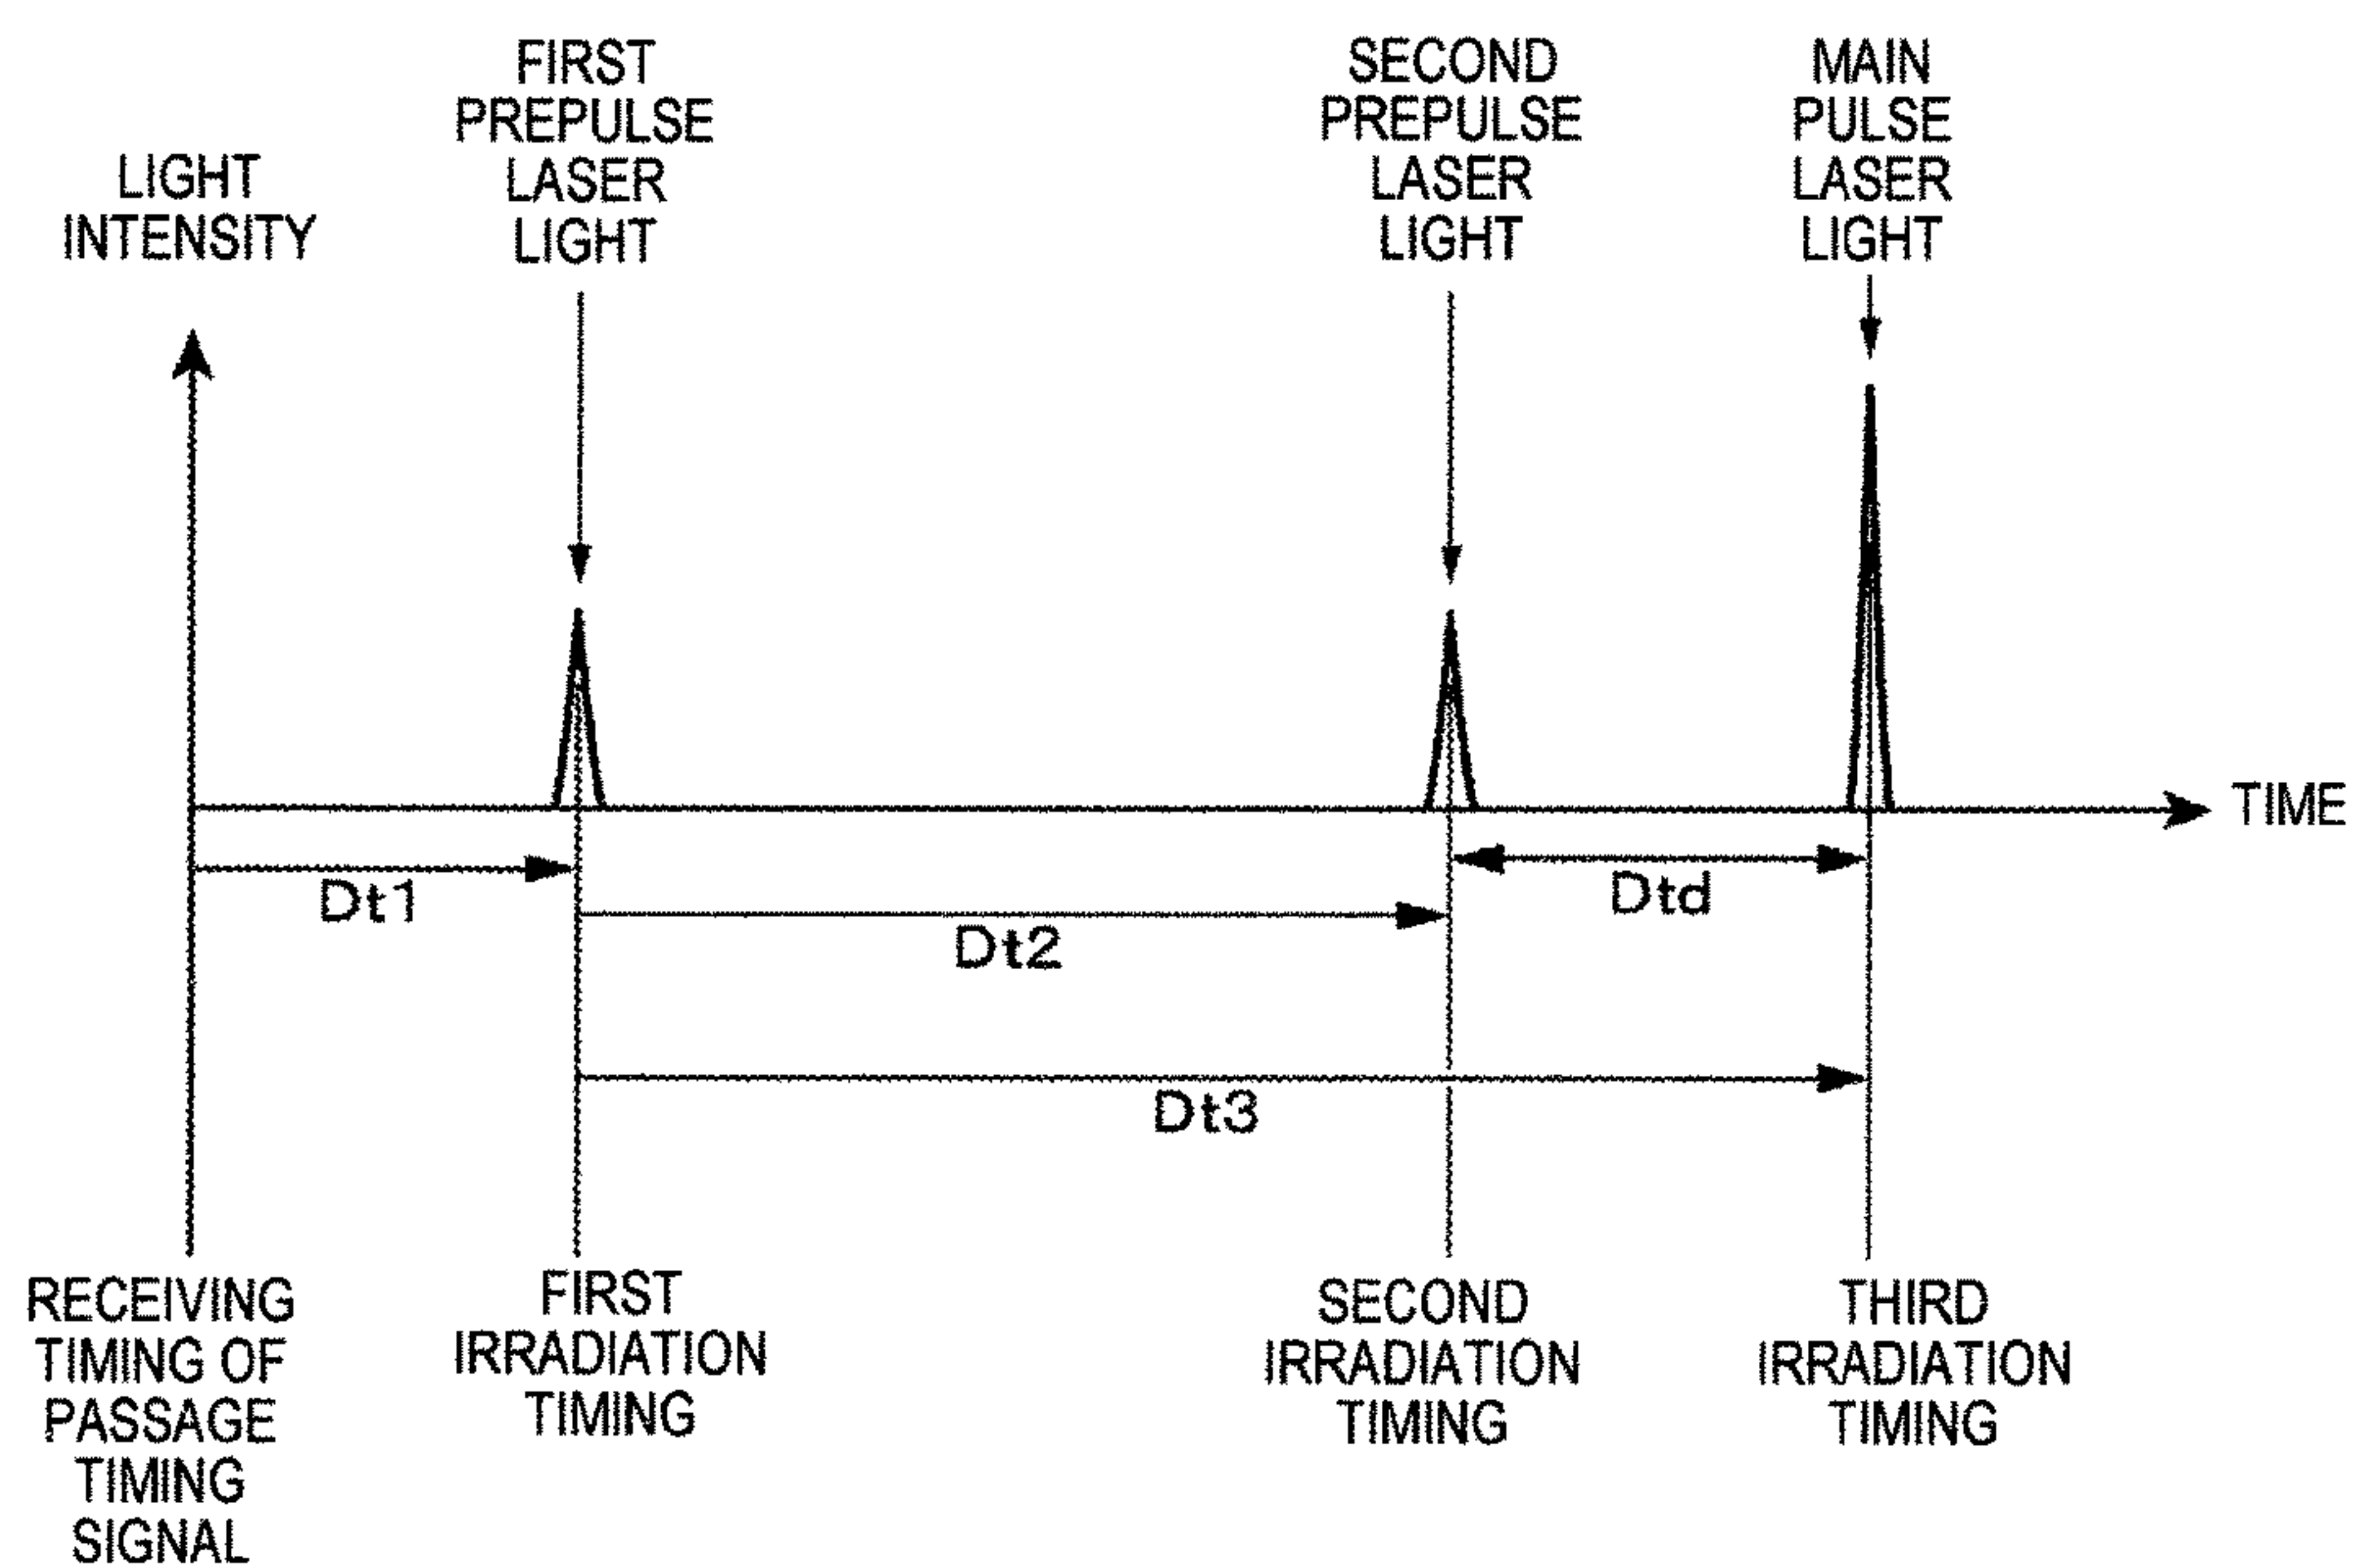 LIGHT
INTENSITY
FIRST
PREPULSE
LASER
LIGHT
SECOND
PREPULSE
LASER
LIGHT
MAIN
PULSE
LASER
LIGHT
TIME
Dt1
Dt2
Dtd
Dt3
RECEIVING
TIMING OF
PASSAGE
TIMING
SIGNAL
FIRST
IRRADIATION
TIMING
SECOND
IRRADIATION
TIMING
THIRD
IRRADIATION
TIMING